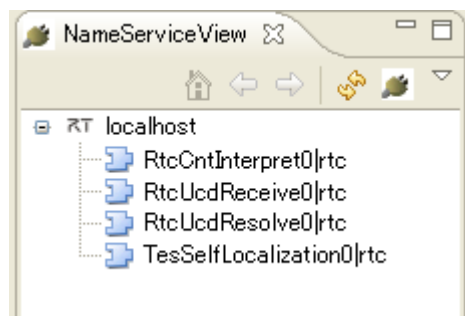 NameServiceView
RT localhost
RtcCntInterpret0|rtc
RtcUcdReceive0|rtc
RtcUcdResolve0|rtc
TesSelfLocalization0|rtc